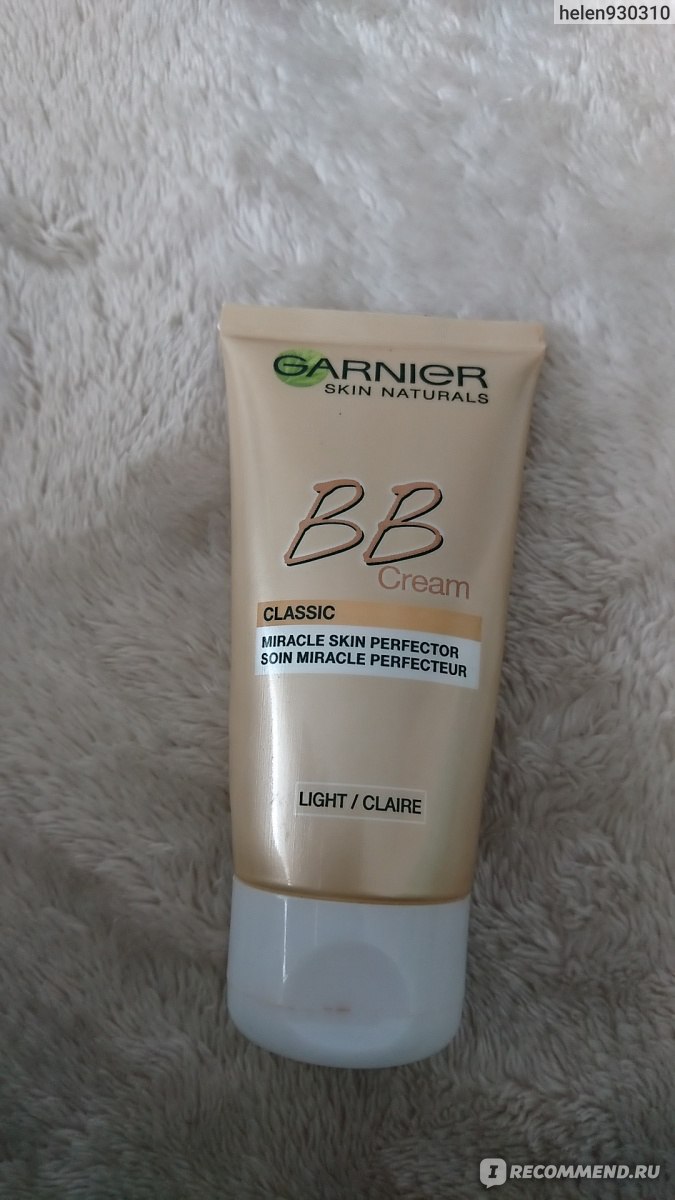 helen930310
GARNIER
SKIN NATURALS
BB
Cream
CLASSIC
MIRACLE SKIN PERFECTOR
SOIN MIRACLE PERFECTEUR
LIGHT / CLAIRE
I RECOMMEND.RU